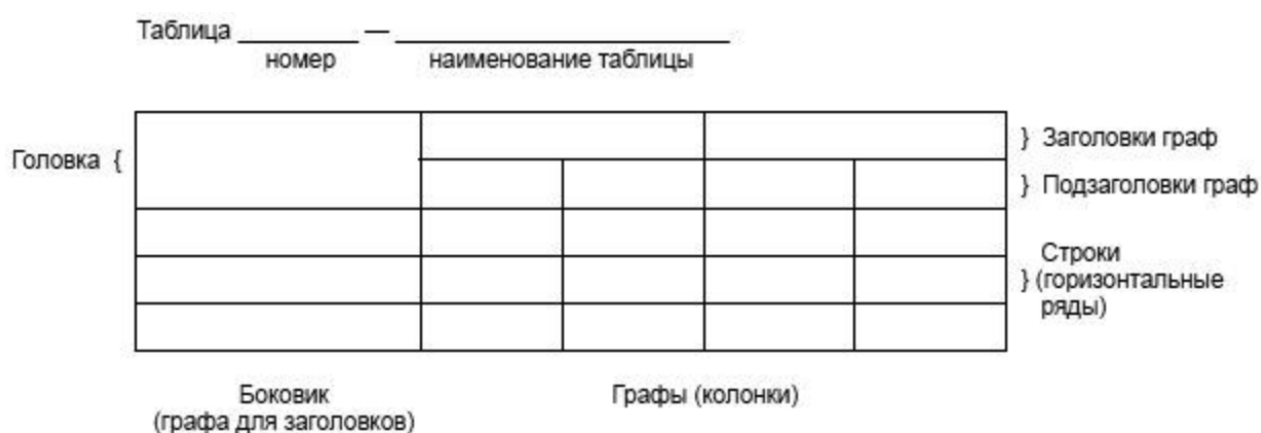 Таблица _________ — ____________________
номер наименование таблицы
Головка {
} Заголовки граф
} Подзаголовки граф
Строки
} (горизонтальные
ряды)
Боковик
(графа для заголовков)
Графы (колонки)